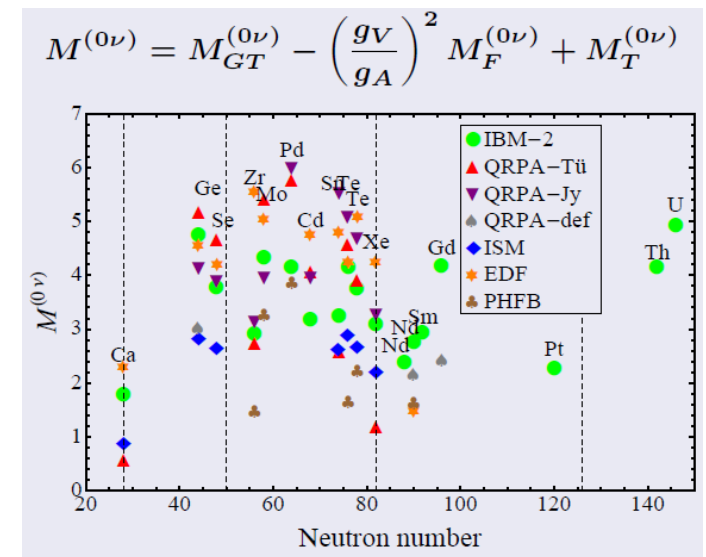 M^{(0ν)} = M_{GT}^{(0ν)} − (g_V/g_A)^2 M_F^{(0ν)} + M_T^{(0ν)}
7
6
5
4
3
2
1
0
M^{(0ν)}
Pd
Zr
Sn
Te
Ge
Mo
Te
Se
Cd
Xe
Gd
U
Th
Sm
Nd
Nd
Ca
Pt
IBM−2
QRPA−Tü
QRPA−Jy
QRPA−def
ISM
EDF
PHFB
20 40 60 80 100 120 140
Neutron number